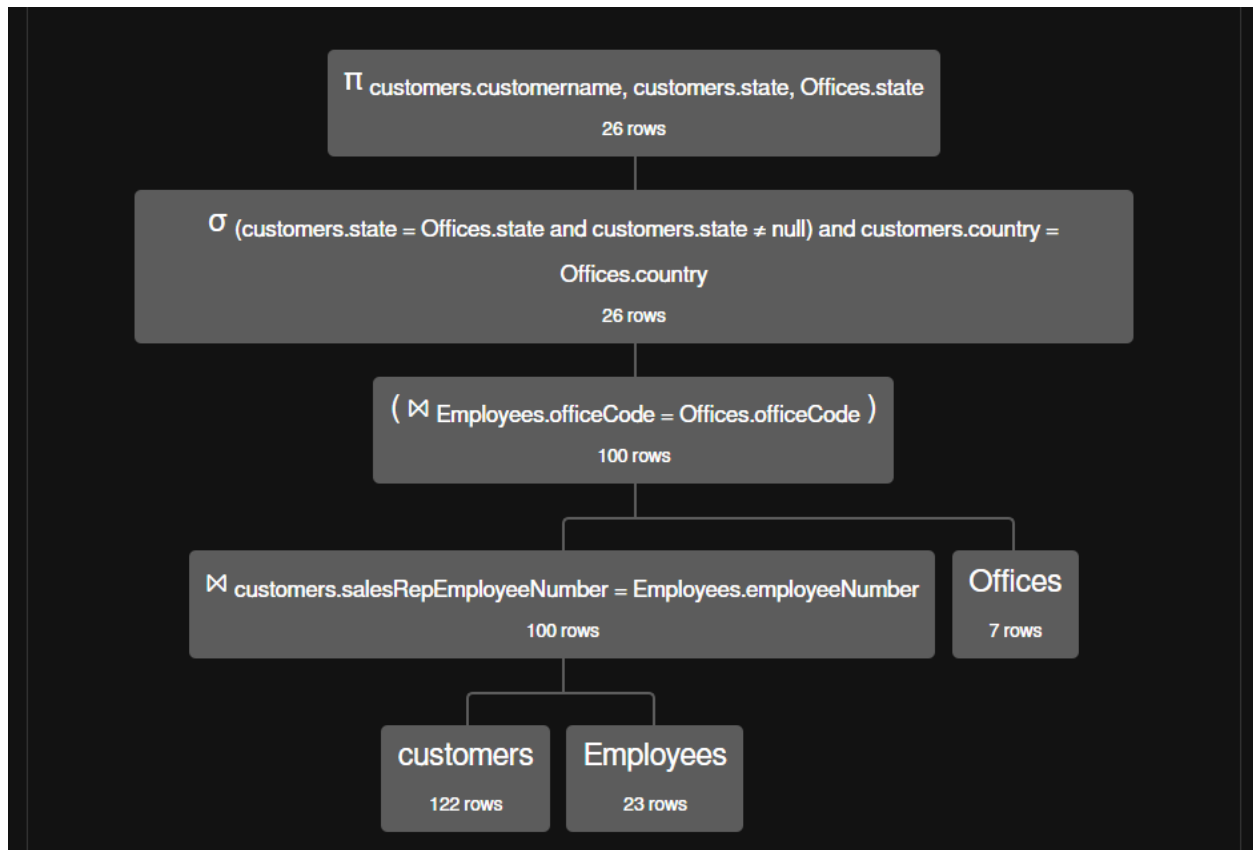 π customers.customername, customers.state, Offices.state
26 rows
σ (customers.state = Offices.state and customers.state ≠ null) and customers.country =
Offices.country
26 rows
( ⋈ Employees.officeCode = Offices.officeCode )
100 rows
⋈ customers.salesRepEmployeeNumber = Employees.employeeNumber
100 rows
Offices
7 rows
customers
122 rows
Employees
23 rows